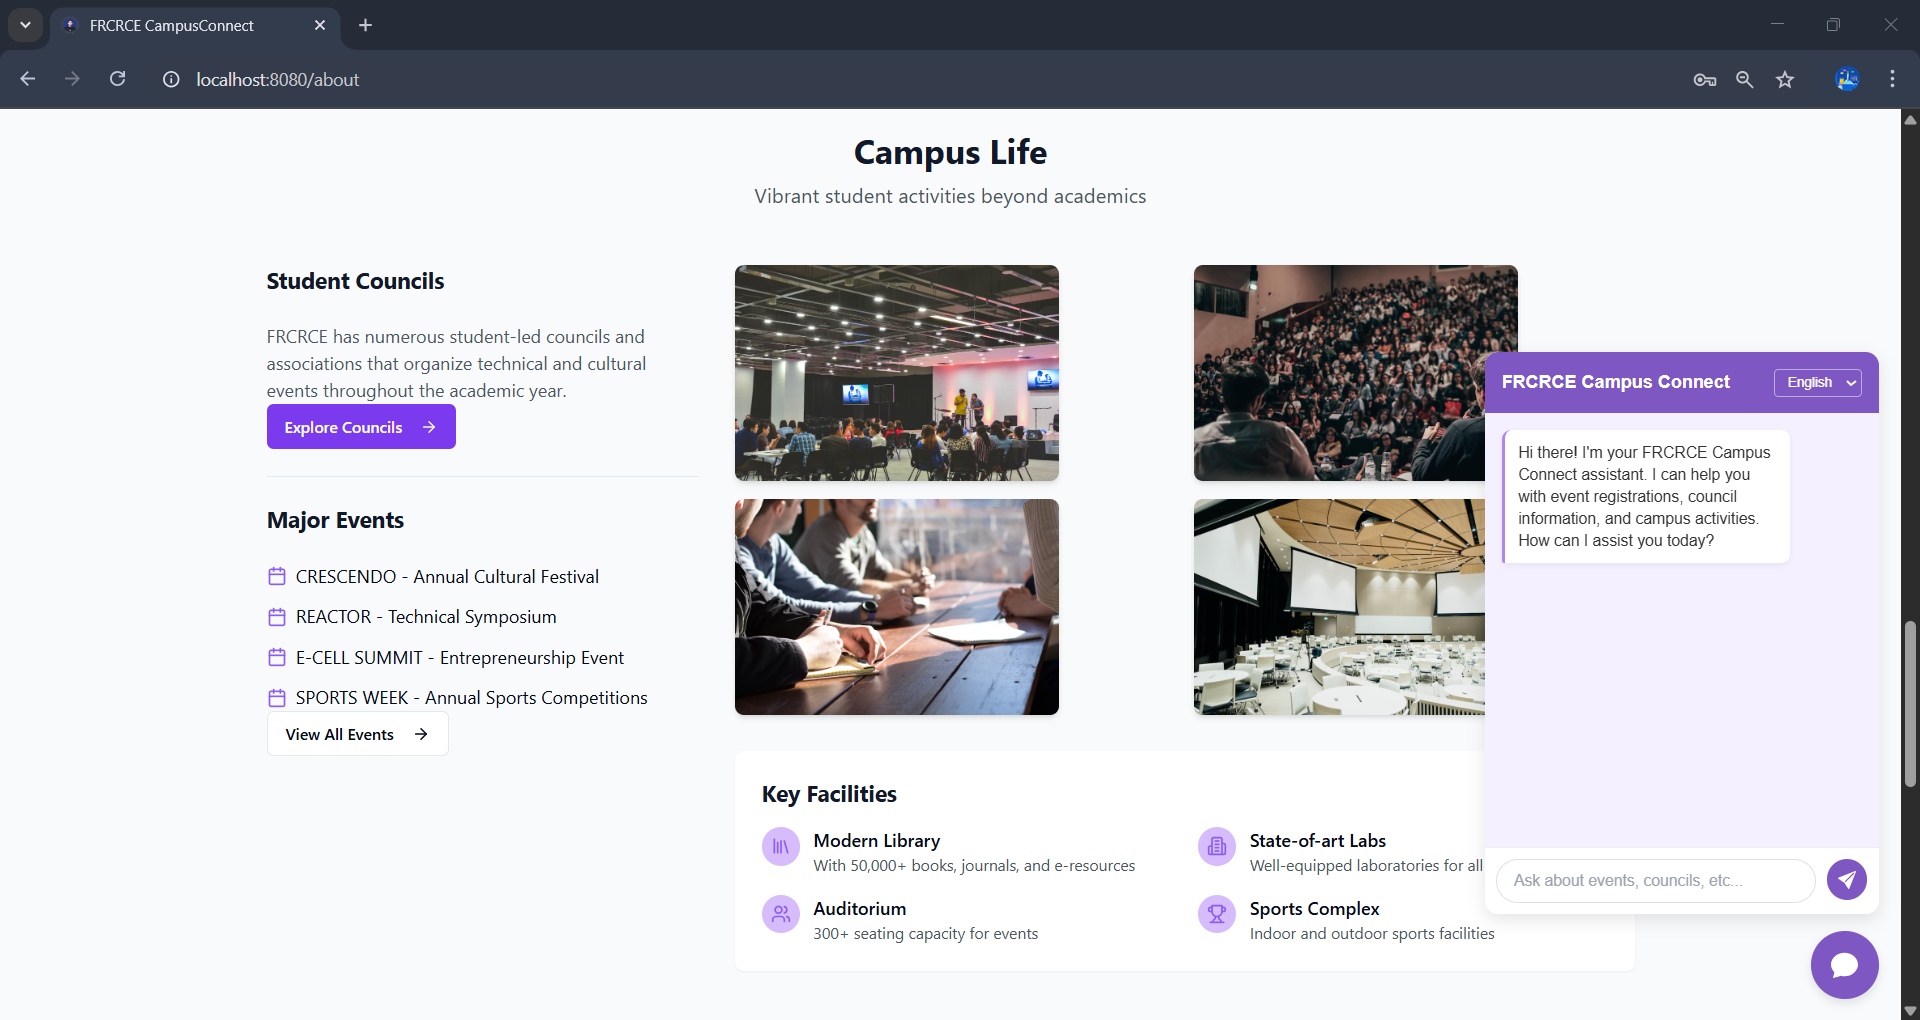 FRCRCE CampusConnect
localhost:8080/about
Campus Life
Vibrant student activities beyond academics
Student Councils
FRCRCE has numerous student-led councils and
associations that organize technical and cultural
events throughout the academic year.
Explore Councils
Major Events
CRESCENDO - Annual Cultural Festival
REACTOR - Technical Symposium
E-CELL SUMMIT - Entrepreneurship Event
SPORTS WEEK - Annual Sports Competitions
View All Events
Key Facilities
Modern Library
With 50,000+ books, journals, and e-resources
State-of-art Labs
Well-equipped laboratories for all
Auditorium
300+ seating capacity for events
Sports Complex
Indoor and outdoor sports facilities
FRCRCE Campus Connect
English
Hi there! I'm your FRCRCE Campus
Connect assistant. I can help you
with event registrations, council
information, and campus activities.
How can I assist you today?
Ask about events, councils, etc...